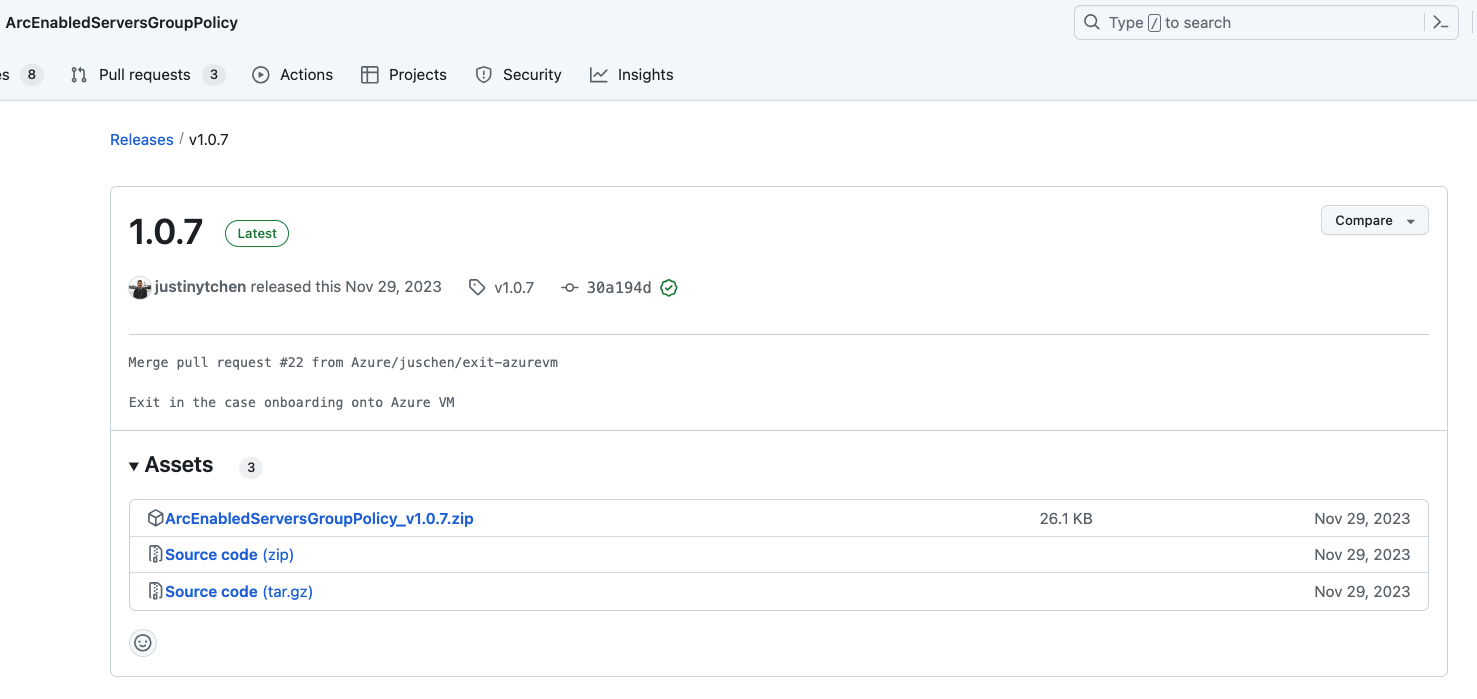 ArcEnabledServersGroupPolicy
Type / to search
es 8 Pull requests 3 Actions Projects Security Insights
Releases / v1.0.7
1.0.7 Latest Compare
justinytchen released this Nov 29, 2023 v1.0.7 30a194d
Merge pull request #22 from Azure/juschen/exit-azurevm
Exit in the case onboarding onto Azure VM
Assets 3
ArcEnabledServersGroupPolicy_v1.0.7.zip 26.1 KB Nov 29, 2023
Source code (zip) Nov 29, 2023
Source code (tar.gz) Nov 29, 2023